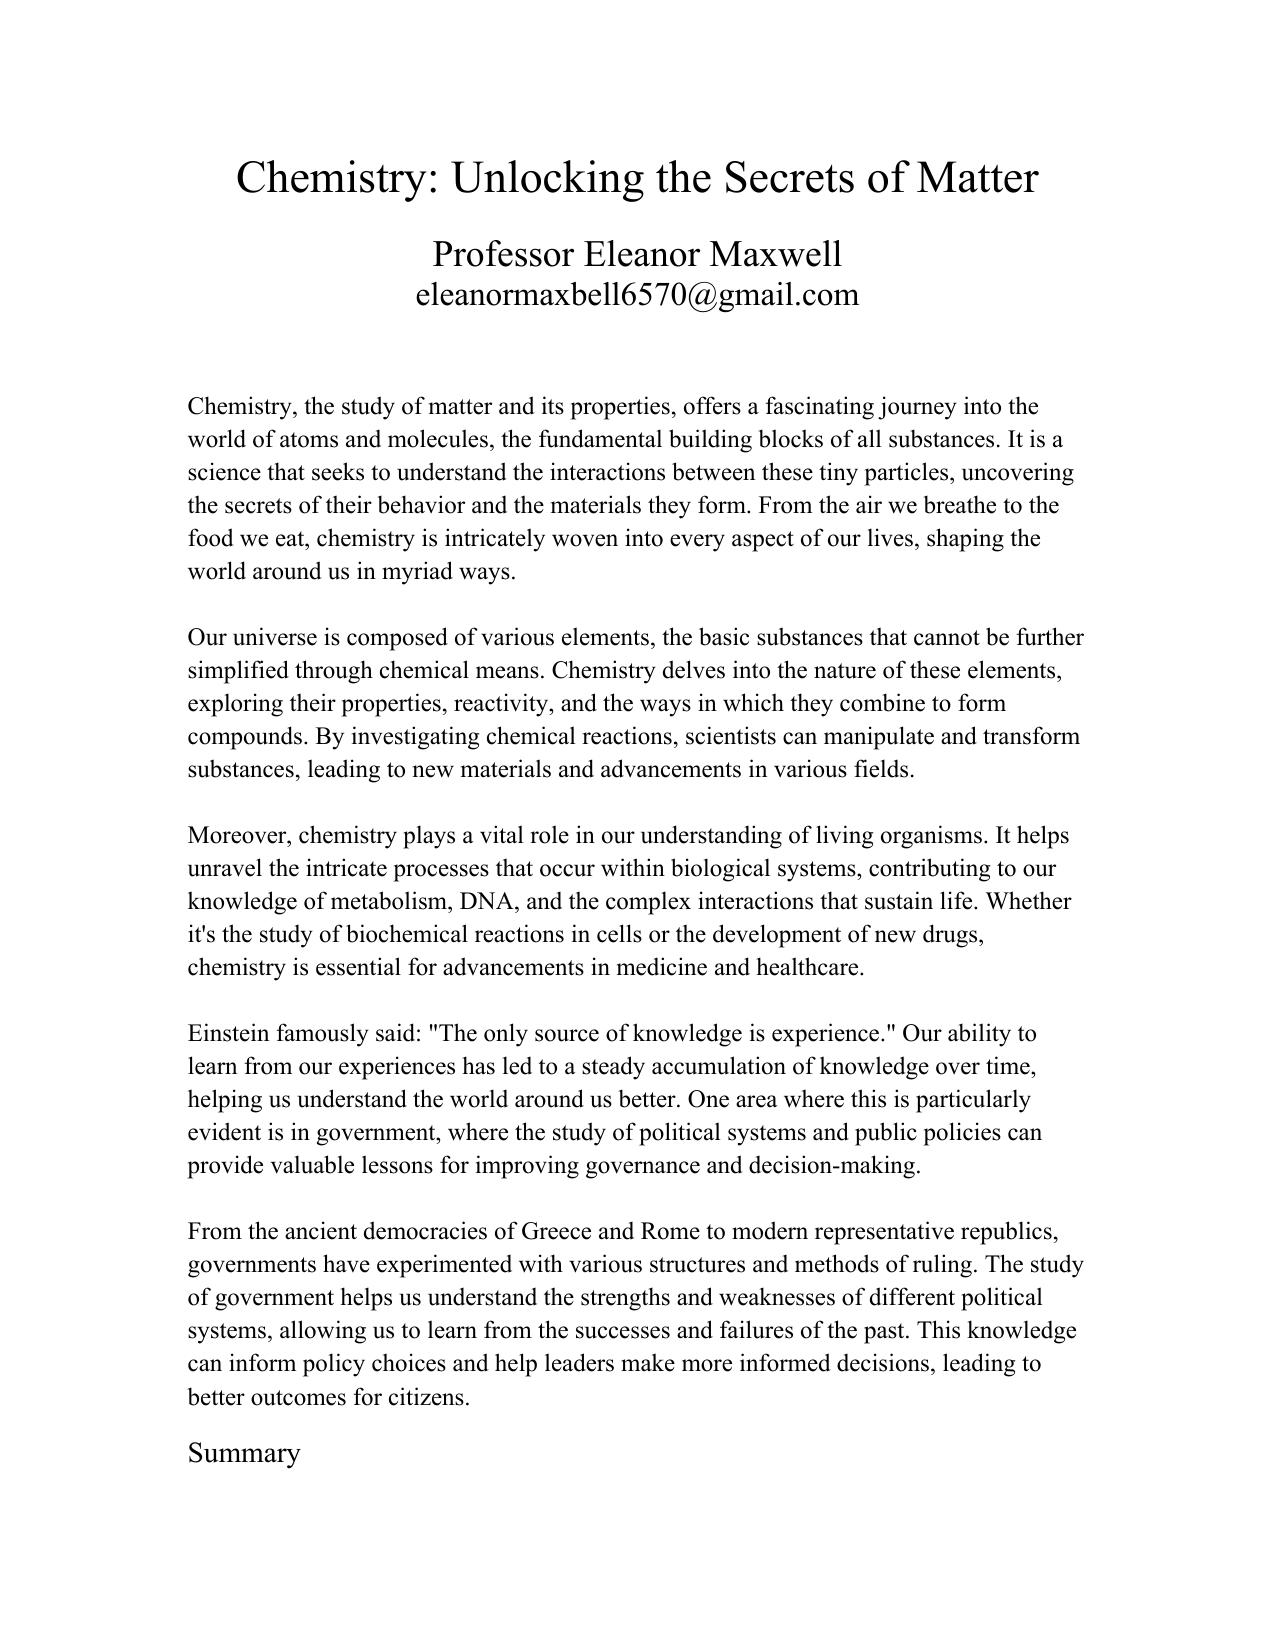 Chemistry: Unlocking the Secrets of Matter
Professor Eleanor Maxwell
eleanormaxbell6570@gmail.com
Chemistry, the study of matter and its properties, offers a fascinating journey into the
world of atoms and molecules, the fundamental building blocks of all substances. It is a
science that seeks to understand the interactions between these tiny particles, uncovering
the secrets of their behavior and the materials they form. From the air we breathe to the
food we eat, chemistry is intricately woven into every aspect of our lives, shaping the
world around us in myriad ways.
Our universe is composed of various elements, the basic substances that cannot be further
simplified through chemical means. Chemistry delves into the nature of these elements,
exploring their properties, reactivity, and the ways in which they combine to form
compounds. By investigating chemical reactions, scientists can manipulate and transform
substances, leading to new materials and advancements in various fields.
Moreover, chemistry plays a vital role in our understanding of living organisms. It helps
unravel the intricate processes that occur within biological systems, contributing to our
knowledge of metabolism, DNA, and the complex interactions that sustain life. Whether
it's the study of biochemical reactions in cells or the development of new drugs,
chemistry is essential for advancements in medicine and healthcare.
Einstein famously said: "The only source of knowledge is experience." Our ability to
learn from our experiences has led to a steady accumulation of knowledge over time,
helping us understand the world around us better. One area where this is particularly
evident is in government, where the study of political systems and public policies can
provide valuable lessons for improving governance and decision-making.
From the ancient democracies of Greece and Rome to modern representative republics,
governments have experimented with various structures and methods of ruling. The study
of government helps us understand the strengths and weaknesses of different political
systems, allowing us to learn from the successes and failures of the past. This knowledge
can inform policy choices and help leaders make more informed decisions, leading to
better outcomes for citizens.
Summary